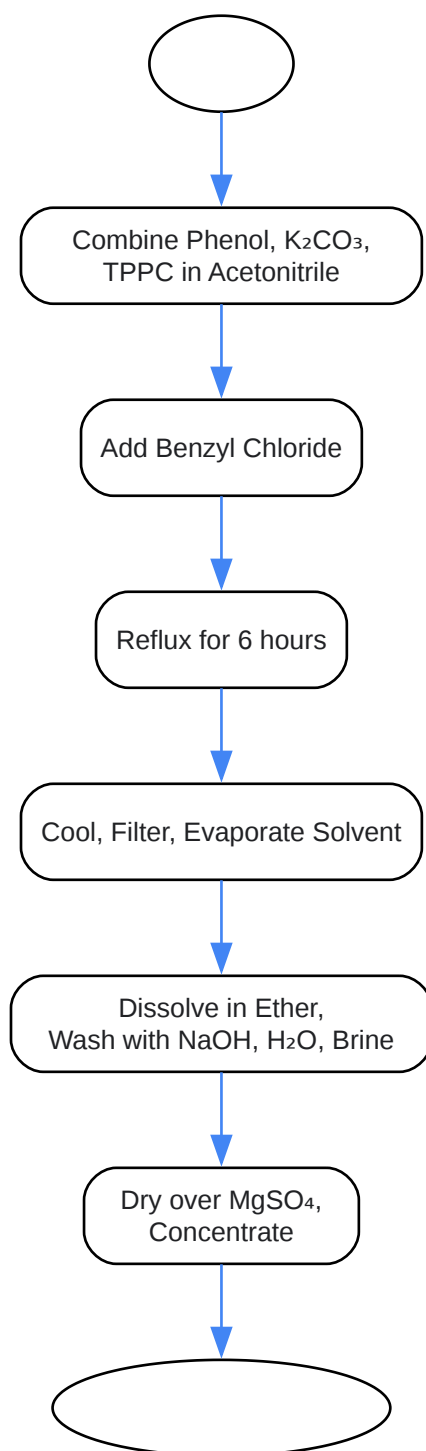 Combine Phenol, K₂CO₃,
TPPC in Acetonitrile
Add Benzyl Chloride
Reflux for 6 hours
Cool, Filter, Evaporate Solvent
Dissolve in Ether,
Wash with NaOH, H₂O, Brine
Dry over MgSO₄,
Concentrate